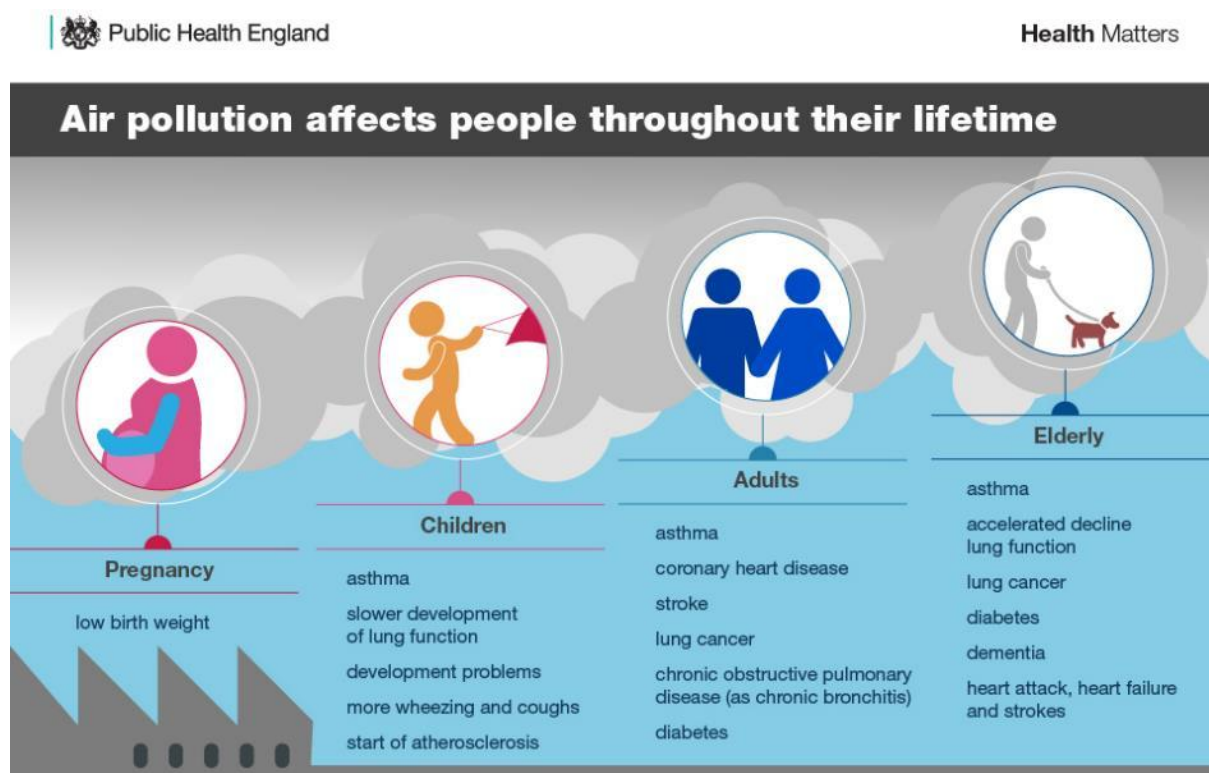 Public Health England
Health Matters
Air pollution affects people throughout their lifetime
Pregnancy
low birth weight
Children
asthma
slower development
of lung function
development problems
more wheezing and coughs
start of atherosclerosis
Adults
asthma
coronary heart disease
stroke
lung cancer
chronic obstructive pulmonary
disease (as chronic bronchitis)
diabetes
Elderly
asthma
accelerated decline
lung function
lung cancer
diabetes
dementia
heart attack, heart failure
and strokes